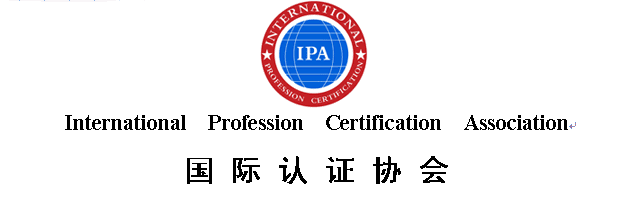 INTERNATIONAL
IPA
PROFESSION CERTIFICATION
International Profession Certification Association
国际认证协会